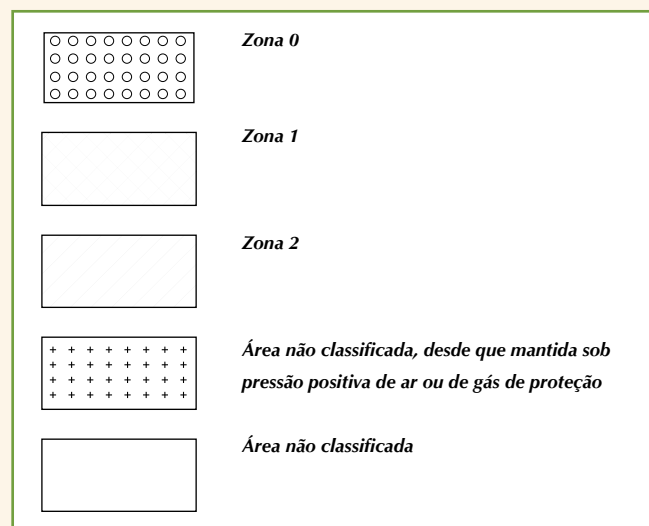 Zona 0
Zona 1
Zona 2
Área não classificada, desde que mantida sob
pressão positiva de ar ou de gás de proteção
Área não classificada